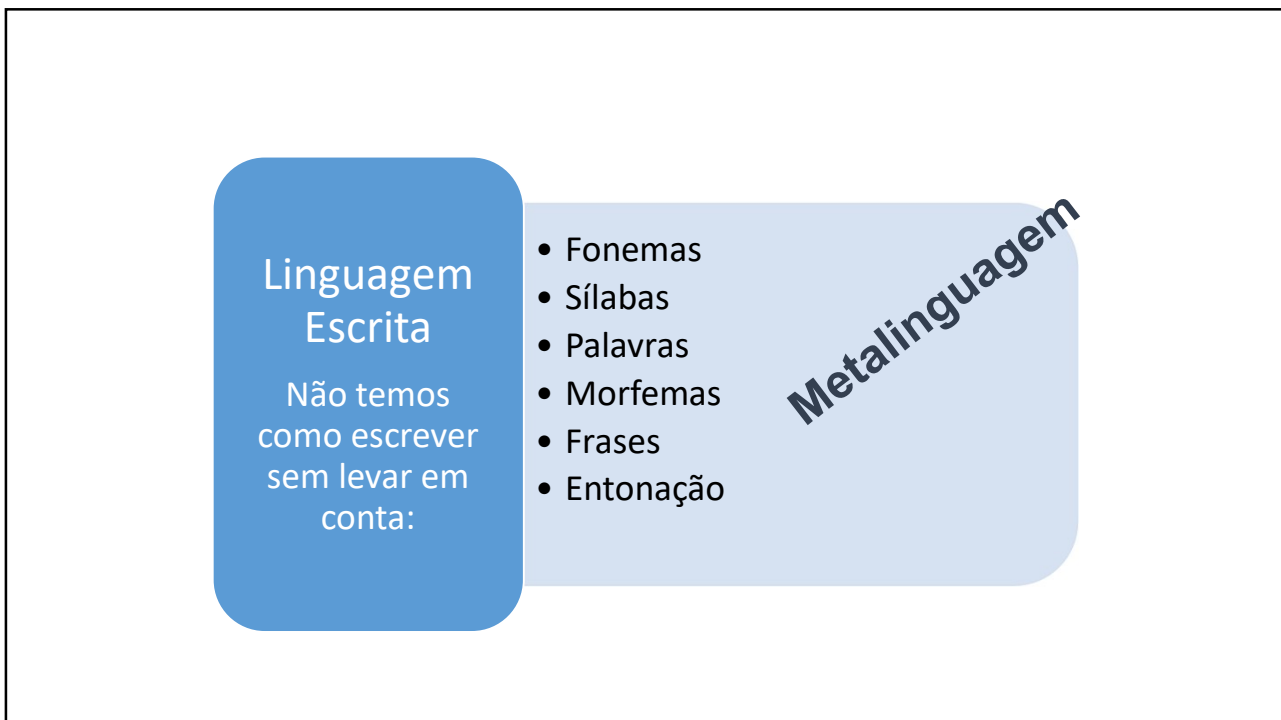 Linguagem
Escrita
Não temos
como escrever
sem levar em
conta:
• Fonemas
• Sílabas
• Palavras
• Morfemas
• Frases
• Entonação
Metalinguagem